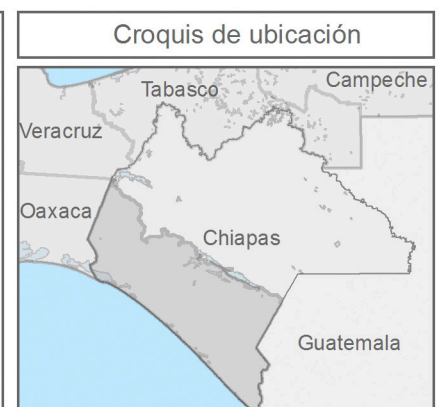 Croquis de ubicación
Campeche
Tabasco
Veracruz
Oaxaca
Chiapas
Guatemala